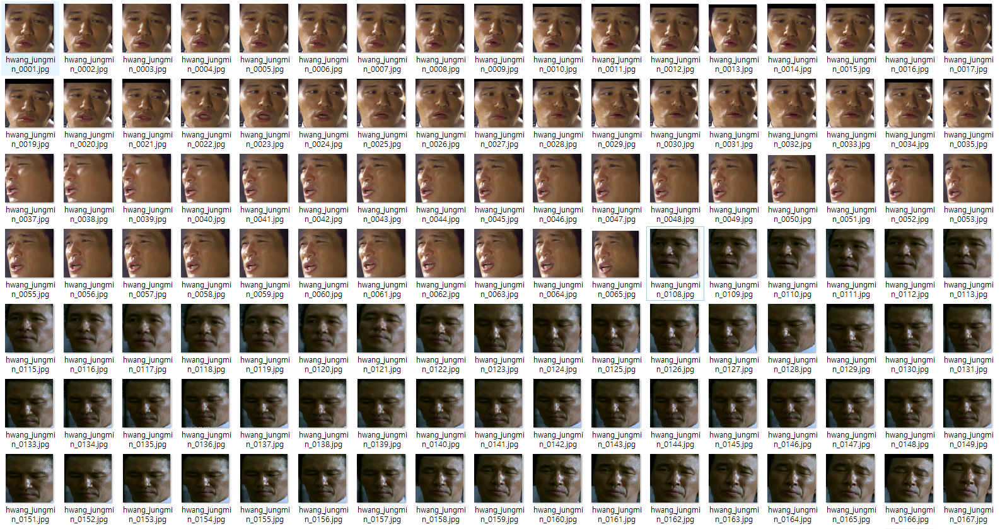 hwang_jungmi
n_0001.jpg
hwang_jungmi
n_0002.jpg
hwang_jungmi
n_0003.jpg
hwang_jungmi
n_0004.jpg
hwang_jungmi
n_0005.jpg
hwang_jungmi
n_0006.jpg
hwang_jungmi
n_0007.jpg
hwang_jungmi
n_0008.jpg
hwang_jungmi
n_0009.jpg
hwang_jungmi
n_0010.jpg
hwang_jungmi
n_0011.jpg
hwang_jungmi
n_0012.jpg
hwang_jungmi
n_0013.jpg
hwang_jungmi
n_0014.jpg
hwang_jungmi
n_0015.jpg
hwang_jungmi
n_0016.jpg
hwang_jungmi
n_0017.jpg
hwang_jungmi
n_0019.jpg
hwang_jungmi
n_0020.jpg
hwang_jungmi
n_0021.jpg
hwang_jungmi
n_0022.jpg
hwang_jungmi
n_0023.jpg
hwang_jungmi
n_0024.jpg
hwang_jungmi
n_0025.jpg
hwang_jungmi
n_0026.jpg
hwang_jungmi
n_0027.jpg
hwang_jungmi
n_0028.jpg
hwang_jungmi
n_0029.jpg
hwang_jungmi
n_0030.jpg
hwang_jungmi
n_0031.jpg
hwang_jungmi
n_0032.jpg
hwang_jungmi
n_0033.jpg
hwang_jungmi
n_0034.jpg
hwang_jungmi
n_0035.jpg
hwang_jungmi
n_0037.jpg
hwang_jungmi
n_0038.jpg
hwang_jungmi
n_0039.jpg
hwang_jungmi
n_0040.jpg
hwang_jungmi
n_0041.jpg
hwang_jungmi
n_0042.jpg
hwang_jungmi
n_0043.jpg
hwang_jungmi
n_0044.jpg
hwang_jungmi
n_0045.jpg
hwang_jungmi
n_0046.jpg
hwang_jungmi
n_0047.jpg
hwang_jungmi
n_0048.jpg
hwang_jungmi
n_0049.jpg
hwang_jungmi
n_0050.jpg
hwang_jungmi
n_0051.jpg
hwang_jungmi
n_0052.jpg
hwang_jungmi
n_0053.jpg
hwang_jungmi
n_0055.jpg
hwang_jungmi
n_0056.jpg
hwang_jungmi
n_0057.jpg
hwang_jungmi
n_0058.jpg
hwang_jungmi
n_0059.jpg
hwang_jungmi
n_0060.jpg
hwang_jungmi
n_0061.jpg
hwang_jungmi
n_0062.jpg
hwang_jungmi
n_0063.jpg
hwang_jungmi
n_0064.jpg
hwang_jungmi
n_0065.jpg
hwang_jungmi
n_0108.jpg
hwang_jungmi
n_0109.jpg
hwang_jungmi
n_0110.jpg
hwang_jungmi
n_0111.jpg
hwang_jungmi
n_0112.jpg
hwang_jungmi
n_0113.jpg
hwang_jungmi
n_0115.jpg
hwang_jungmi
n_0116.jpg
hwang_jungmi
n_0117.jpg
hwang_jungmi
n_0118.jpg
hwang_jungmi
n_0119.jpg
hwang_jungmi
n_0120.jpg
hwang_jungmi
n_0121.jpg
hwang_jungmi
n_0122.jpg
hwang_jungmi
n_0123.jpg
hwang_jungmi
n_0124.jpg
hwang_jungmi
n_0125.jpg
hwang_jungmi
n_0126.jpg
hwang_jungmi
n_0127.jpg
hwang_jungmi
n_0128.jpg
hwang_jungmi
n_0129.jpg
hwang_jungmi
n_0130.jpg
hwang_jungmi
n_0131.jpg
hwang_jungmi
n_0133.jpg
hwang_jungmi
n_0134.jpg
hwang_jungmi
n_0135.jpg
hwang_jungmi
n_0136.jpg
hwang_jungmi
n_0137.jpg
hwang_jungmi
n_0138.jpg
hwang_jungmi
n_0139.jpg
hwang_jungmi
n_0140.jpg
hwang_jungmi
n_0141.jpg
hwang_jungmi
n_0142.jpg
hwang_jungmi
n_0143.jpg
hwang_jungmi
n_0144.jpg
hwang_jungmi
n_0145.jpg
hwang_jungmi
n_0146.jpg
hwang_jungmi
n_0147.jpg
hwang_jungmi
n_0148.jpg
hwang_jungmi
n_0149.jpg
hwang_jungmi
n_0151.jpg
hwang_jungmi
n_0152.jpg
hwang_jungmi
n_0153.jpg
hwang_jungmi
n_0154.jpg
hwang_jungmi
n_0155.jpg
hwang_jungmi
n_0156.jpg
hwang_jungmi
n_0157.jpg
hwang_jungmi
n_0158.jpg
hwang_jungmi
n_0159.jpg
hwang_jungmi
n_0160.jpg
hwang_jungmi
n_0161.jpg
hwang_jungmi
n_0162.jpg
hwang_jungmi
n_0163.jpg
hwang_jungmi
n_0164.jpg
hwang_jungmi
n_0165.jpg
hwang_jungmi
n_0166.jpg
hwang_jungmi
n_0167.jpg